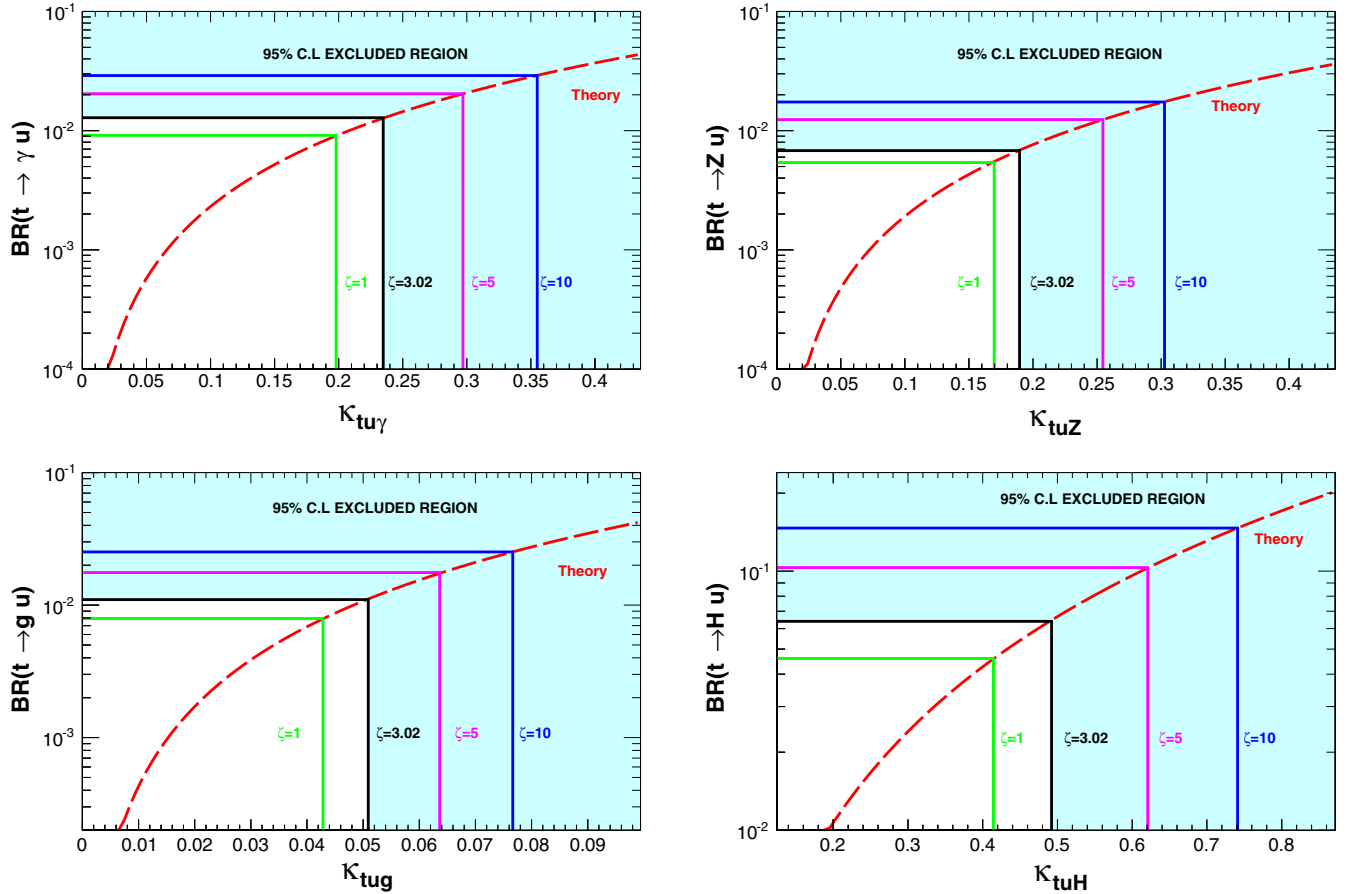 10⁻¹
10⁻²
10⁻³
10⁻⁴
BR(t → γ u)
95% C.L EXCLUDED REGION
Theory
ζ=1
ζ=3.02
ζ=5
ζ=10
0 0.05 0.1 0.15 0.2 0.25 0.3 0.35 0.4
κtuγ
10⁻¹
10⁻²
10⁻³
10⁻⁴
BR(t →Z u)
95% C.L EXCLUDED REGION
Theory
ζ=1
ζ=3.02
ζ=5
ζ=10
0 0.05 0.1 0.15 0.2 0.25 0.3 0.35 0.4
κtuZ
10⁻¹
10⁻²
10⁻³
BR(t →g u)
95% C.L EXCLUDED REGION
Theory
ζ=1
ζ=3.02
ζ=5
ζ=10
0 0.01 0.02 0.03 0.04 0.05 0.06 0.07 0.08 0.09
κtug
10⁻¹
10⁻²
BR(t →H u)
95% C.L EXCLUDED REGION
Theory
ζ=1
ζ=3.02
ζ=5
ζ=10
0.2 0.3 0.4 0.5 0.6 0.7 0.8
κtuH